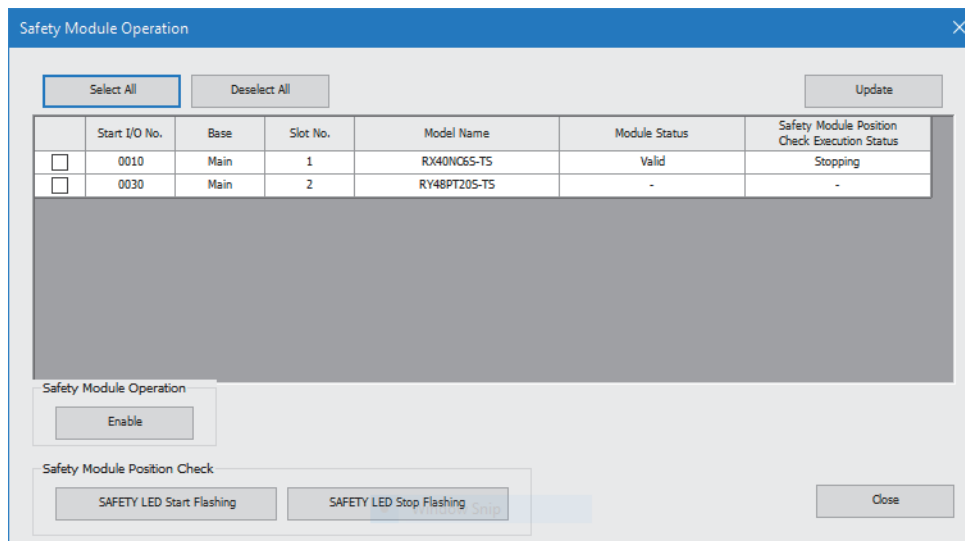 Safety Module Operation
Select All
Deselect All
Update
Start I/O No.
Base
Slot No.
Model Name
Module Status
Safety Module Position
Check Execution Status
0010
Main
1
RX40NC6S-TS
Valid
Stopping
0030
Main
2
RY48PT20S-TS
-
-
Safety Module Operation
Enable
Safety Module Position Check
SAFETY LED Start Flashing
SAFETY LED Stop Flashing
Window Snip
Close